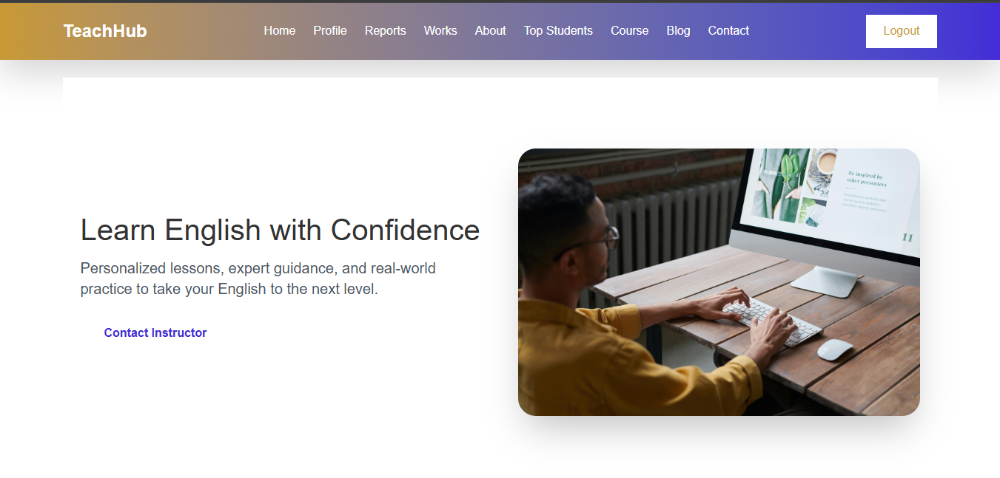 TeachHub
Home Profile Reports Works About Top Students Course Blog Contact
Logout
Be inspired by
other presenters
11
Learn English with Confidence
Personalized lessons, expert guidance, and real-world
practice to take your English to the next level.
Contact Instructor